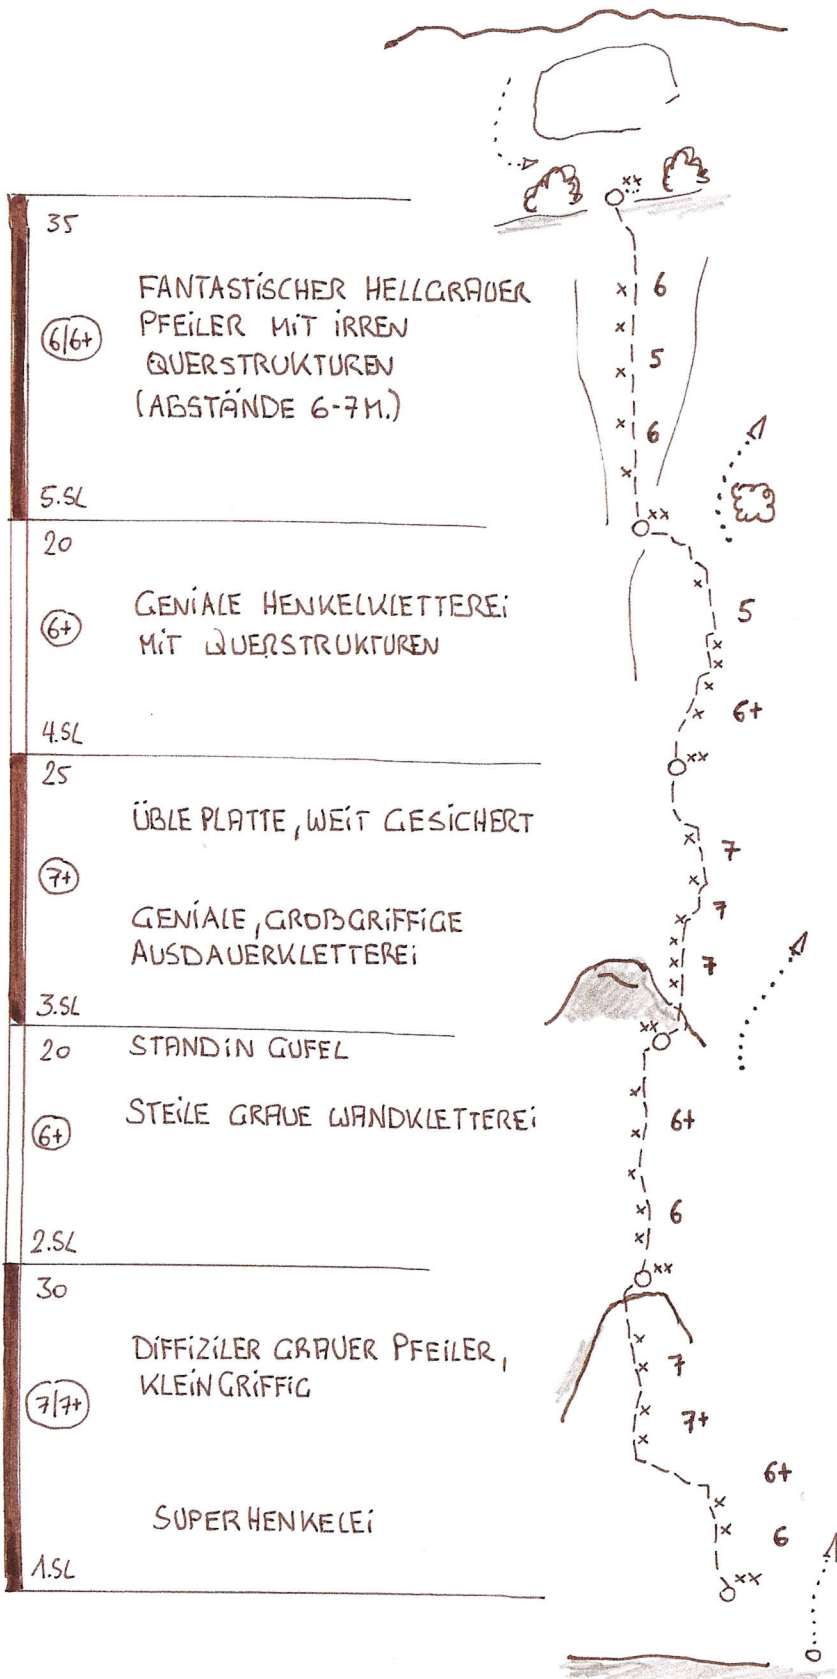 35
6/6+
FANTASTISCHER HELLGRAUER
PFEILER MIT IRREN
QUERSTRUKTUREN
(ABSTÄNDE 6-7M.)
6
5
6
5.SL
20
6+
GENIALE HENKELKLETTEREI
MIT QUERSTRUKTUREN
5
6+
4.SL
25
7+
ÜBLE PLATTE, WEIT GESICHERT
GENIALE, GROßGRIFFIGE
AUSDAUERKLETTEREI
7
7
7
3.SL
20
STAND IN GUFEL
6+
STEILE GRAUE WANDKLETTEREI
6+
6
2.SL
30
7/7+
DIFFIZILER GRAUER PFEILER,
KLEINGRIFFIG
7
7+
6+
SUPERHENKELEI
6
1.SL